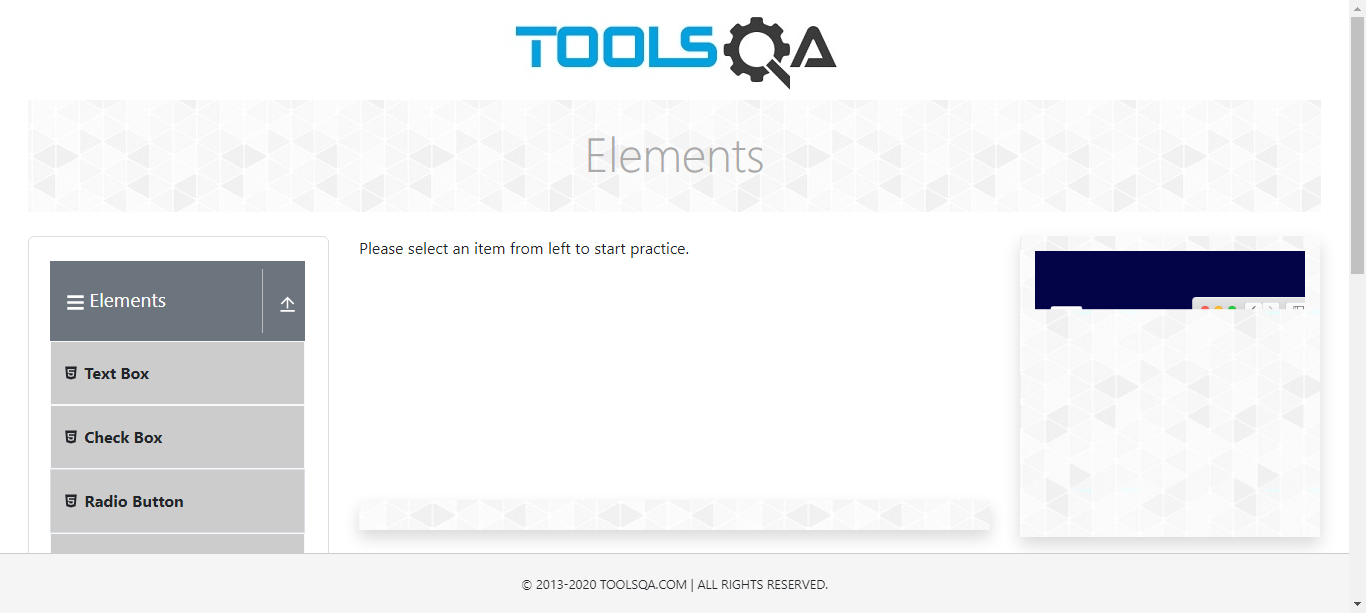 TOOLSQA
Elements
Elements
Text Box
Check Box
Radio Button
Please select an item from left to start practice.
© 2013-2020 TOOLSQA.COM | ALL RIGHTS RESERVED.